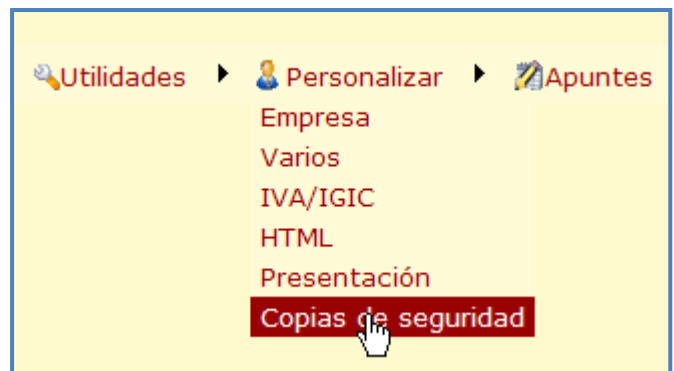 Utilidades Personalizar Apuntes
Empresa
Varios
IVA/IGIC
HTML
Presentación
Copias de seguridad